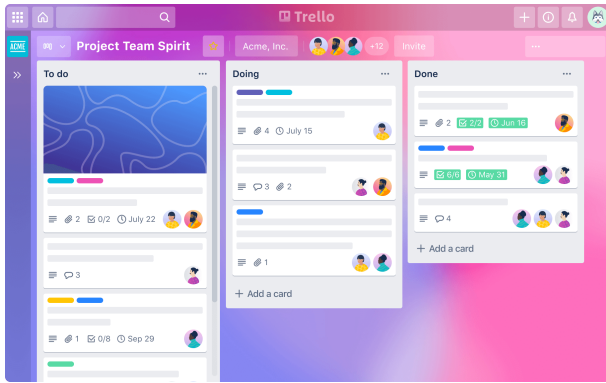 Trello
ACME
Project Team Spirit
Acme, Inc.
+12
Invite
...
To do
...
2
0/2
July 22
3
1
0/8
Sep 29
Doing
...
4
July 15
3
2
1
+ Add a card
Done
...
2
2/2
Jun 16
6/6
May 31
4
+ Add a card